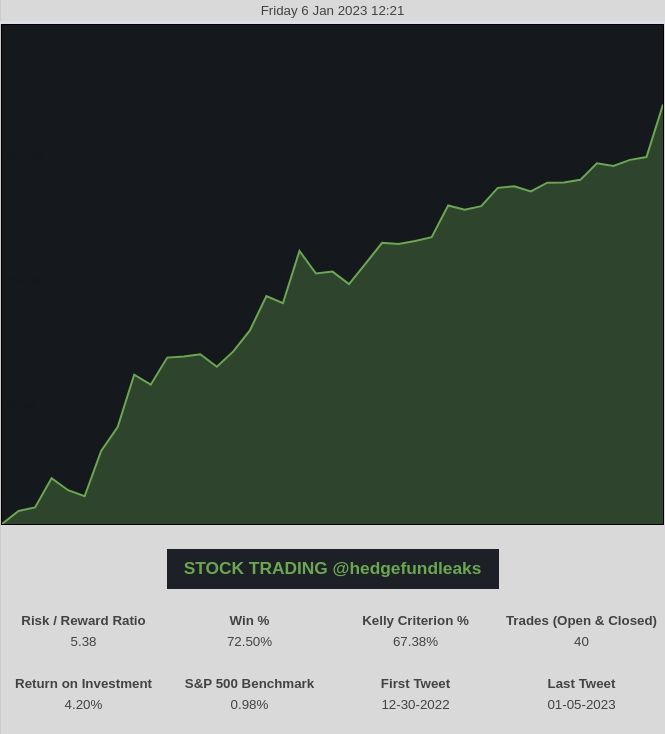 Friday 6 Jan 2023 12:21
STOCK TRADING @hedgefundleaks
Risk / Reward Ratio Win % Kelly Criterion % Trades (Open & Closed)
5.38 72.50% 67.38% 40
Return on Investment S&P 500 Benchmark First Tweet Last Tweet
4.20% 0.98% 12-30-2022 01-05-2023